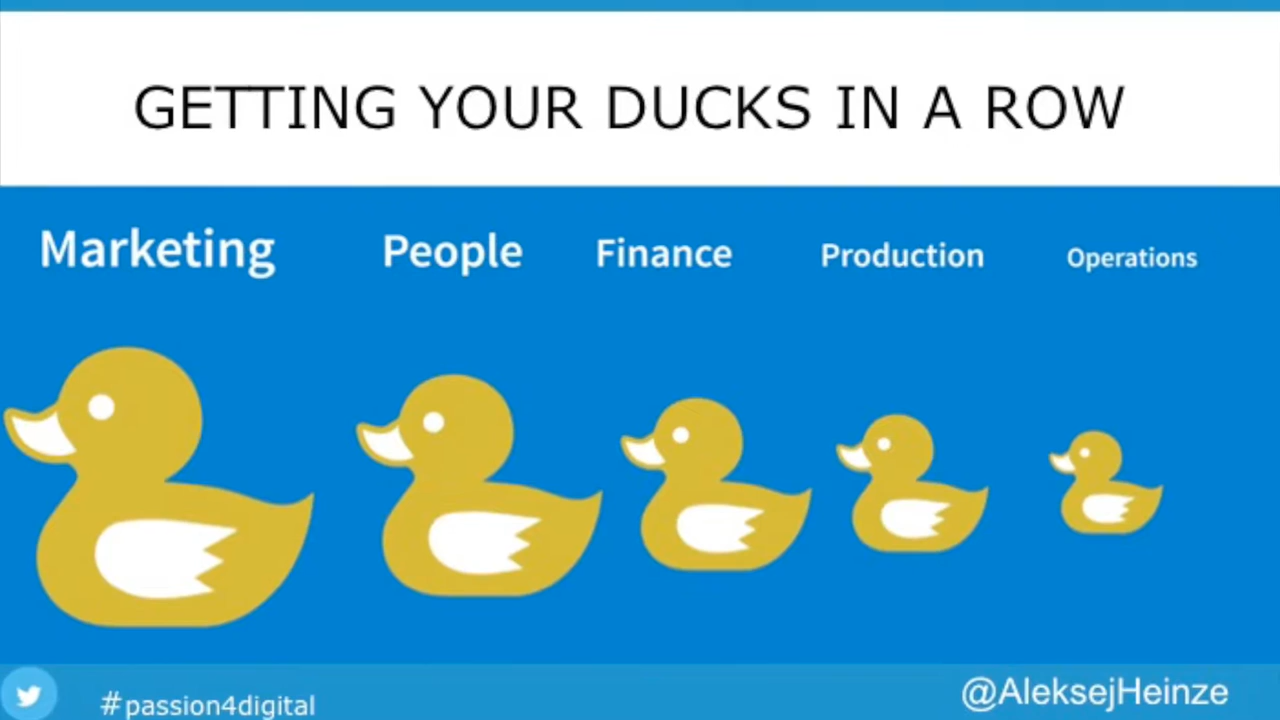 GETTING YOUR DUCKS IN A ROW
Marketing People Finance Production Operations
#passion4digital @AleksejHeinze